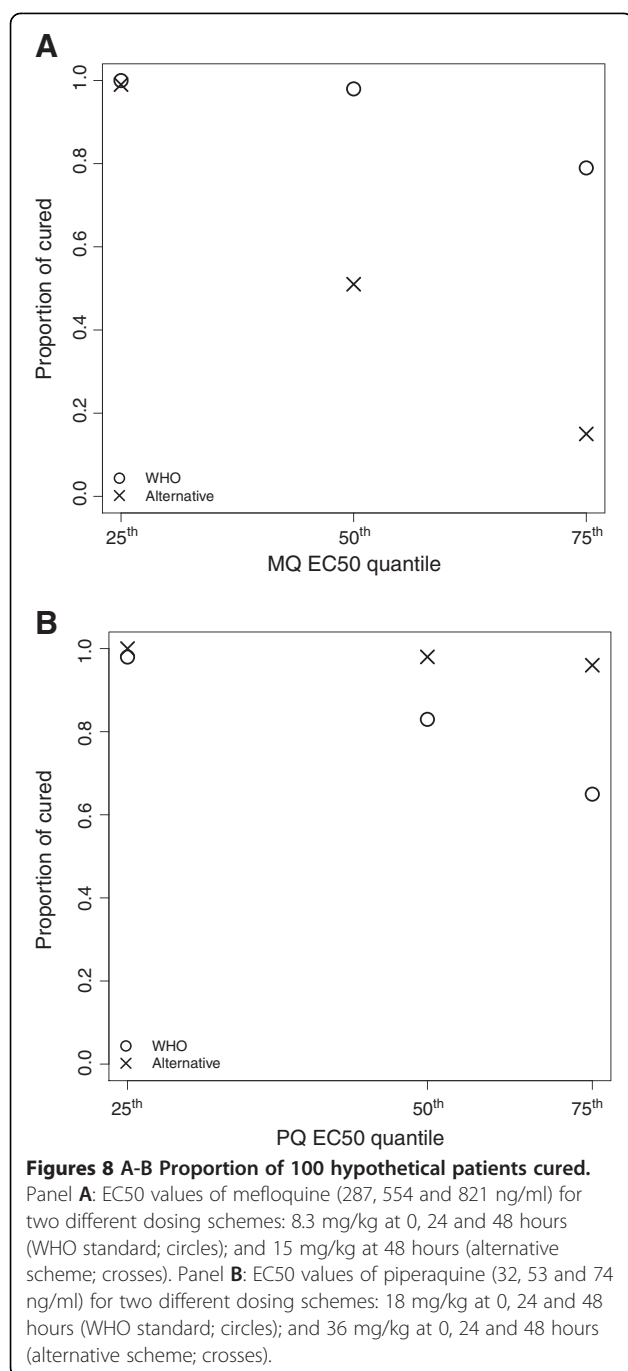 A
1.0
0.8
0.6
0.4
0.2
0.0
Proportion of cured
WHO
Alternative
25th
50th
75th
MQ EC50 quantile
B
1.0
0.8
0.6
0.4
0.2
0.0
Proportion of cured
WHO
Alternative
25th
50th
75th
PQ EC50 quantile
Figures 8 A-B Proportion of 100 hypothetical patients cured.
Panel A: EC50 values of mefloquine (287, 554 and 821 ng/ml) for
two different dosing schemes: 8.3 mg/kg at 0, 24 and 48 hours
(WHO standard; circles); and 15 mg/kg at 48 hours (alternative
scheme; crosses). Panel B: EC50 values of piperaquine (32, 53 and 74
ng/ml) for two different dosing schemes: 18 mg/kg at 0, 24 and 48
hours (WHO standard; circles); and 36 mg/kg at 0, 24 and 48 hours
(alternative scheme; crosses).